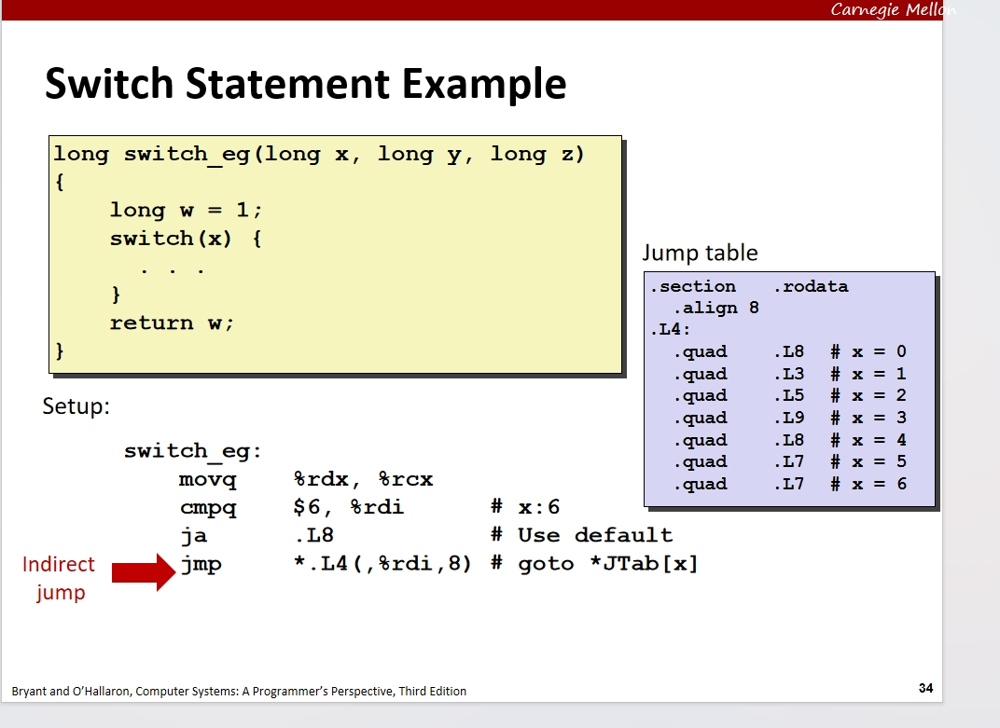 Carnegie Mellon
Switch Statement Example
long switch_eg(long x, long y, long z)
{
    long w = 1;
    switch(x) {
      . . .
    }
    return w;
}
Jump table
.section   .rodata
  .align 8
.L4:
  .quad    .L8  # x = 0
  .quad    .L3  # x = 1
  .quad    .L5  # x = 2
  .quad    .L9  # x = 3
  .quad    .L8  # x = 4
  .quad    .L7  # x = 5
  .quad    .L7  # x = 6
Setup:
switch_eg:
    movq    %rdx, %rcx
    cmpq    $6, %rdi      # x:6
    ja      .L8           # Use default
    jmp     *.L4(,%rdi,8) # goto *JTab[x]
Indirect
jump
Bryant and O'Hallaron, Computer Systems: A Programmer's Perspective, Third Edition
34